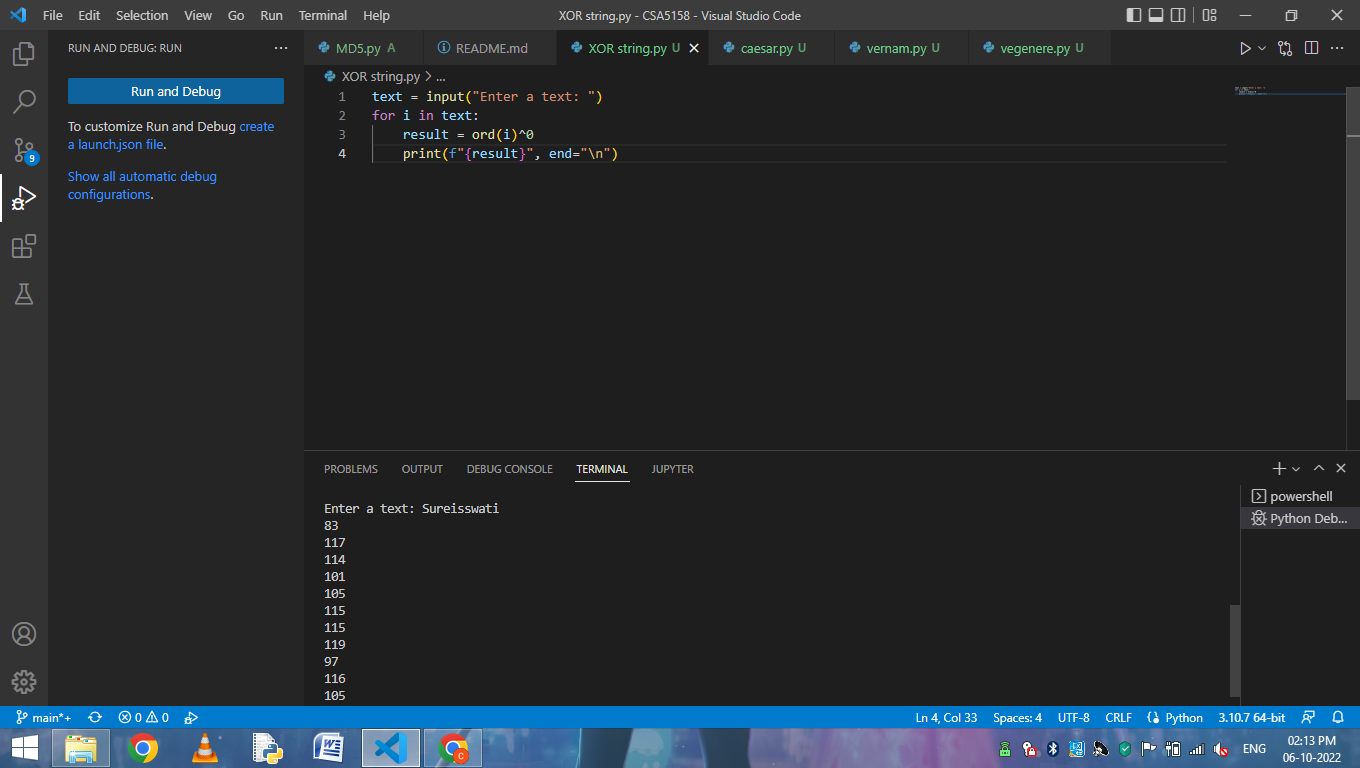 File Edit Selection View Go Run Terminal Help XOR string.py - CSA5158 - Visual Studio Code
RUN AND DEBUG: RUN ...
Run and Debug
To customize Run and Debug create
a launch.json file.
Show all automatic debug
configurations.
9
MD5.py A README.md XOR string.py U caesar.py U vernam.py U vegenere.py U
XOR string.py > ...
1 text = input("Enter a text: ")
2 for i in text:
3 result = ord(i)^0
4 print(f"{result}", end="\n")
PROBLEMS OUTPUT DEBUG CONSOLE TERMINAL JUPYTER
Enter a text: Sureisswati
83
117
114
101
105
115
115
119
97
116
105
powershell
Python Deb...
main*+ 0 0 Ln 4, Col 33 Spaces: 4 UTF-8 CRLF Python 3.10.7 64-bit
ENG 02:13 PM
06-10-2022